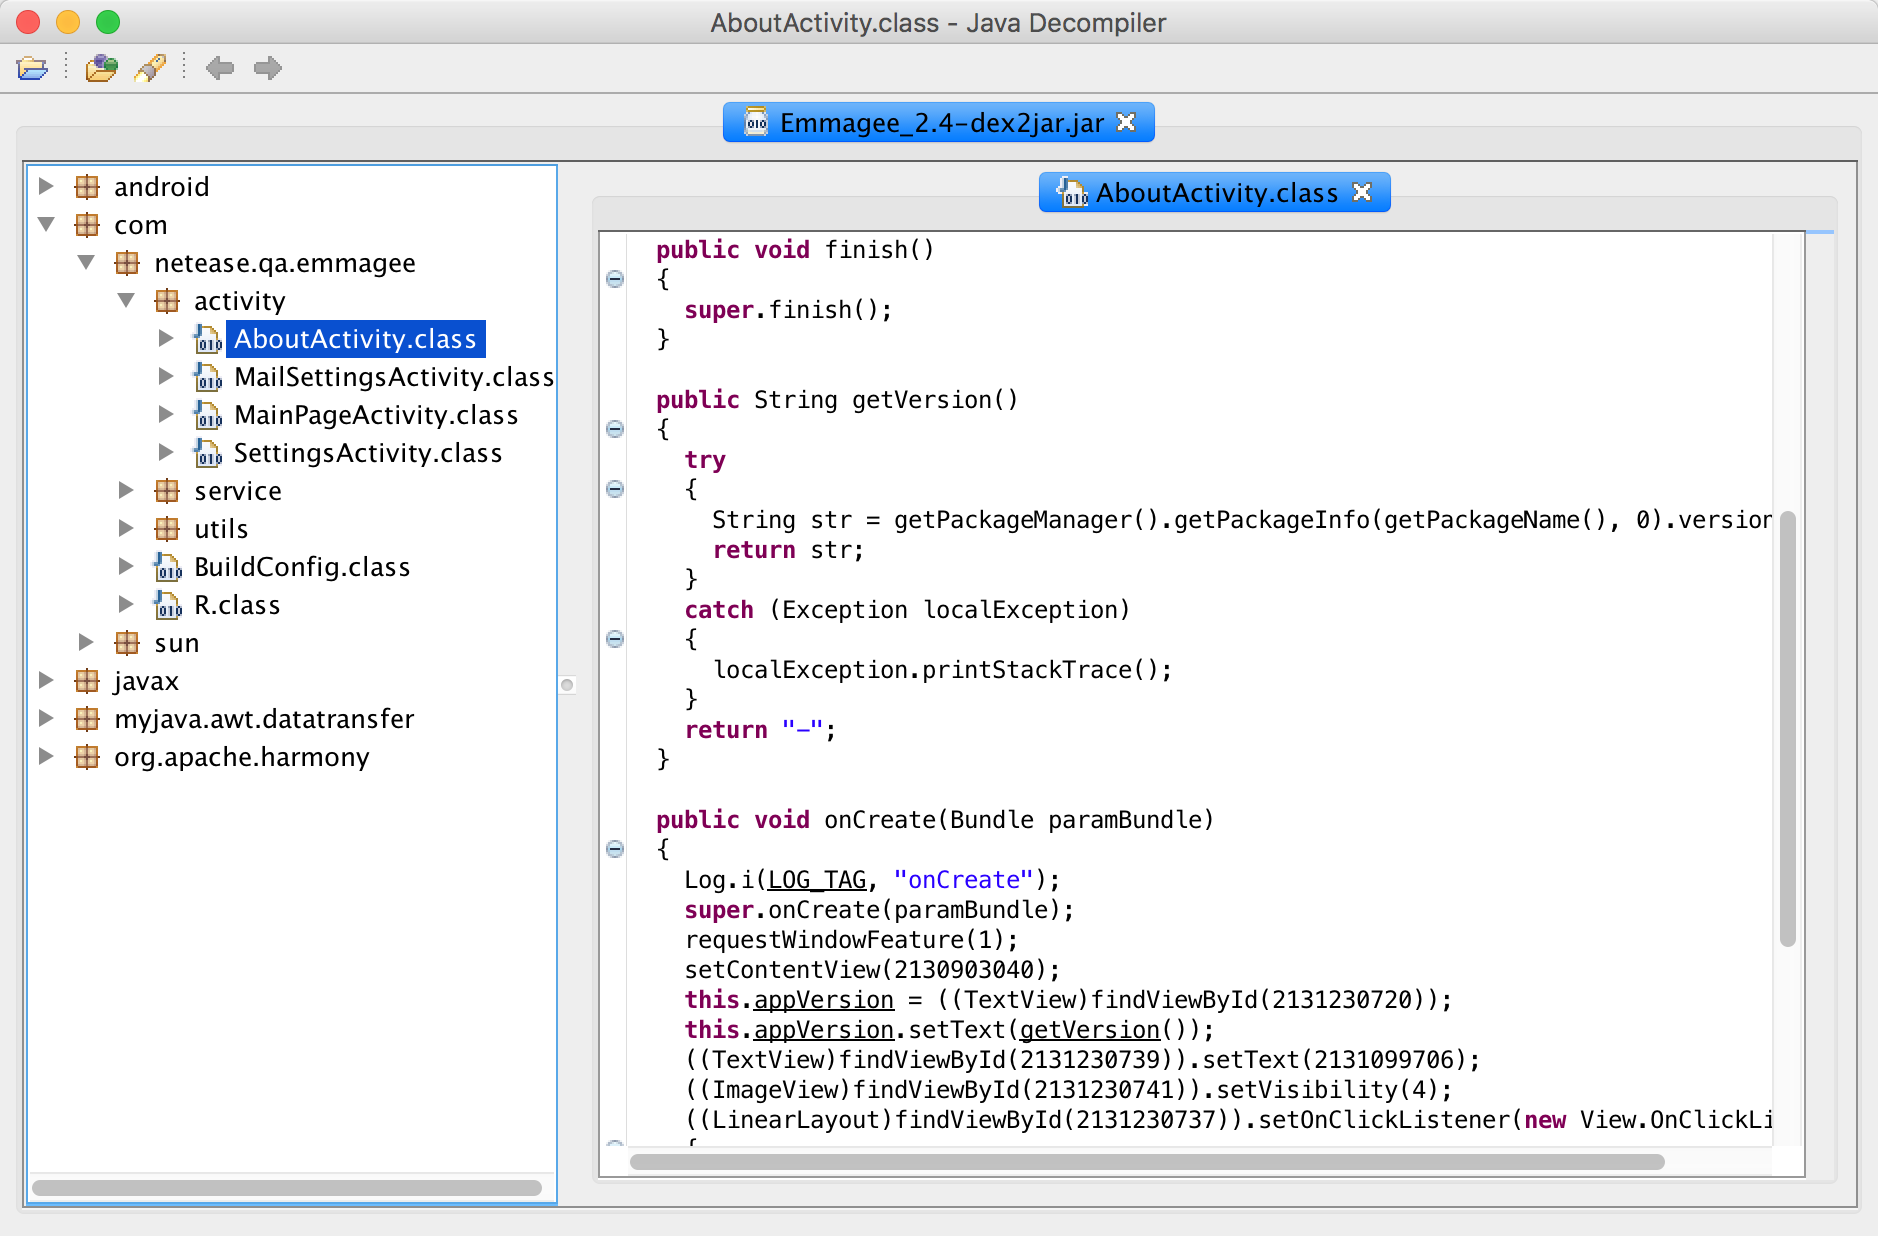 AboutActivity.class - Java Decompiler
Emmagee_2.4-dex2jar.jar
android
com
netease.qa.emmagee
activity
AboutActivity.class
MailSettingsActivity.class
MainPageActivity.class
SettingsActivity.class
service
utils
BuildConfig.class
R.class
sun
javax
myjava.awt.datatransfer
org.apache.harmony
AboutActivity.class
public void finish()
{
super.finish();
}
public String getVersion()
{
try
{
String str = getPackageManager().getPackageInfo(getPackageName(), 0).version
return str;
}
catch (Exception localException)
{
localException.printStackTrace();
}
return "-";
}
public void onCreate(Bundle paramBundle)
{
Log.i(LOG_TAG, "onCreate");
super.onCreate(paramBundle);
requestWindowFeature(1);
setContentView(2130903040);
this.appVersion = ((TextView)findViewById(2131230720));
this.appVersion.setText(getVersion());
((TextView)findViewById(2131230739)).setText(2131099706);
((ImageView)findViewById(2131230741)).setVisibility(4);
((LinearLayout)findViewById(2131230737)).setOnClickListener(new View.OnClickLi
{